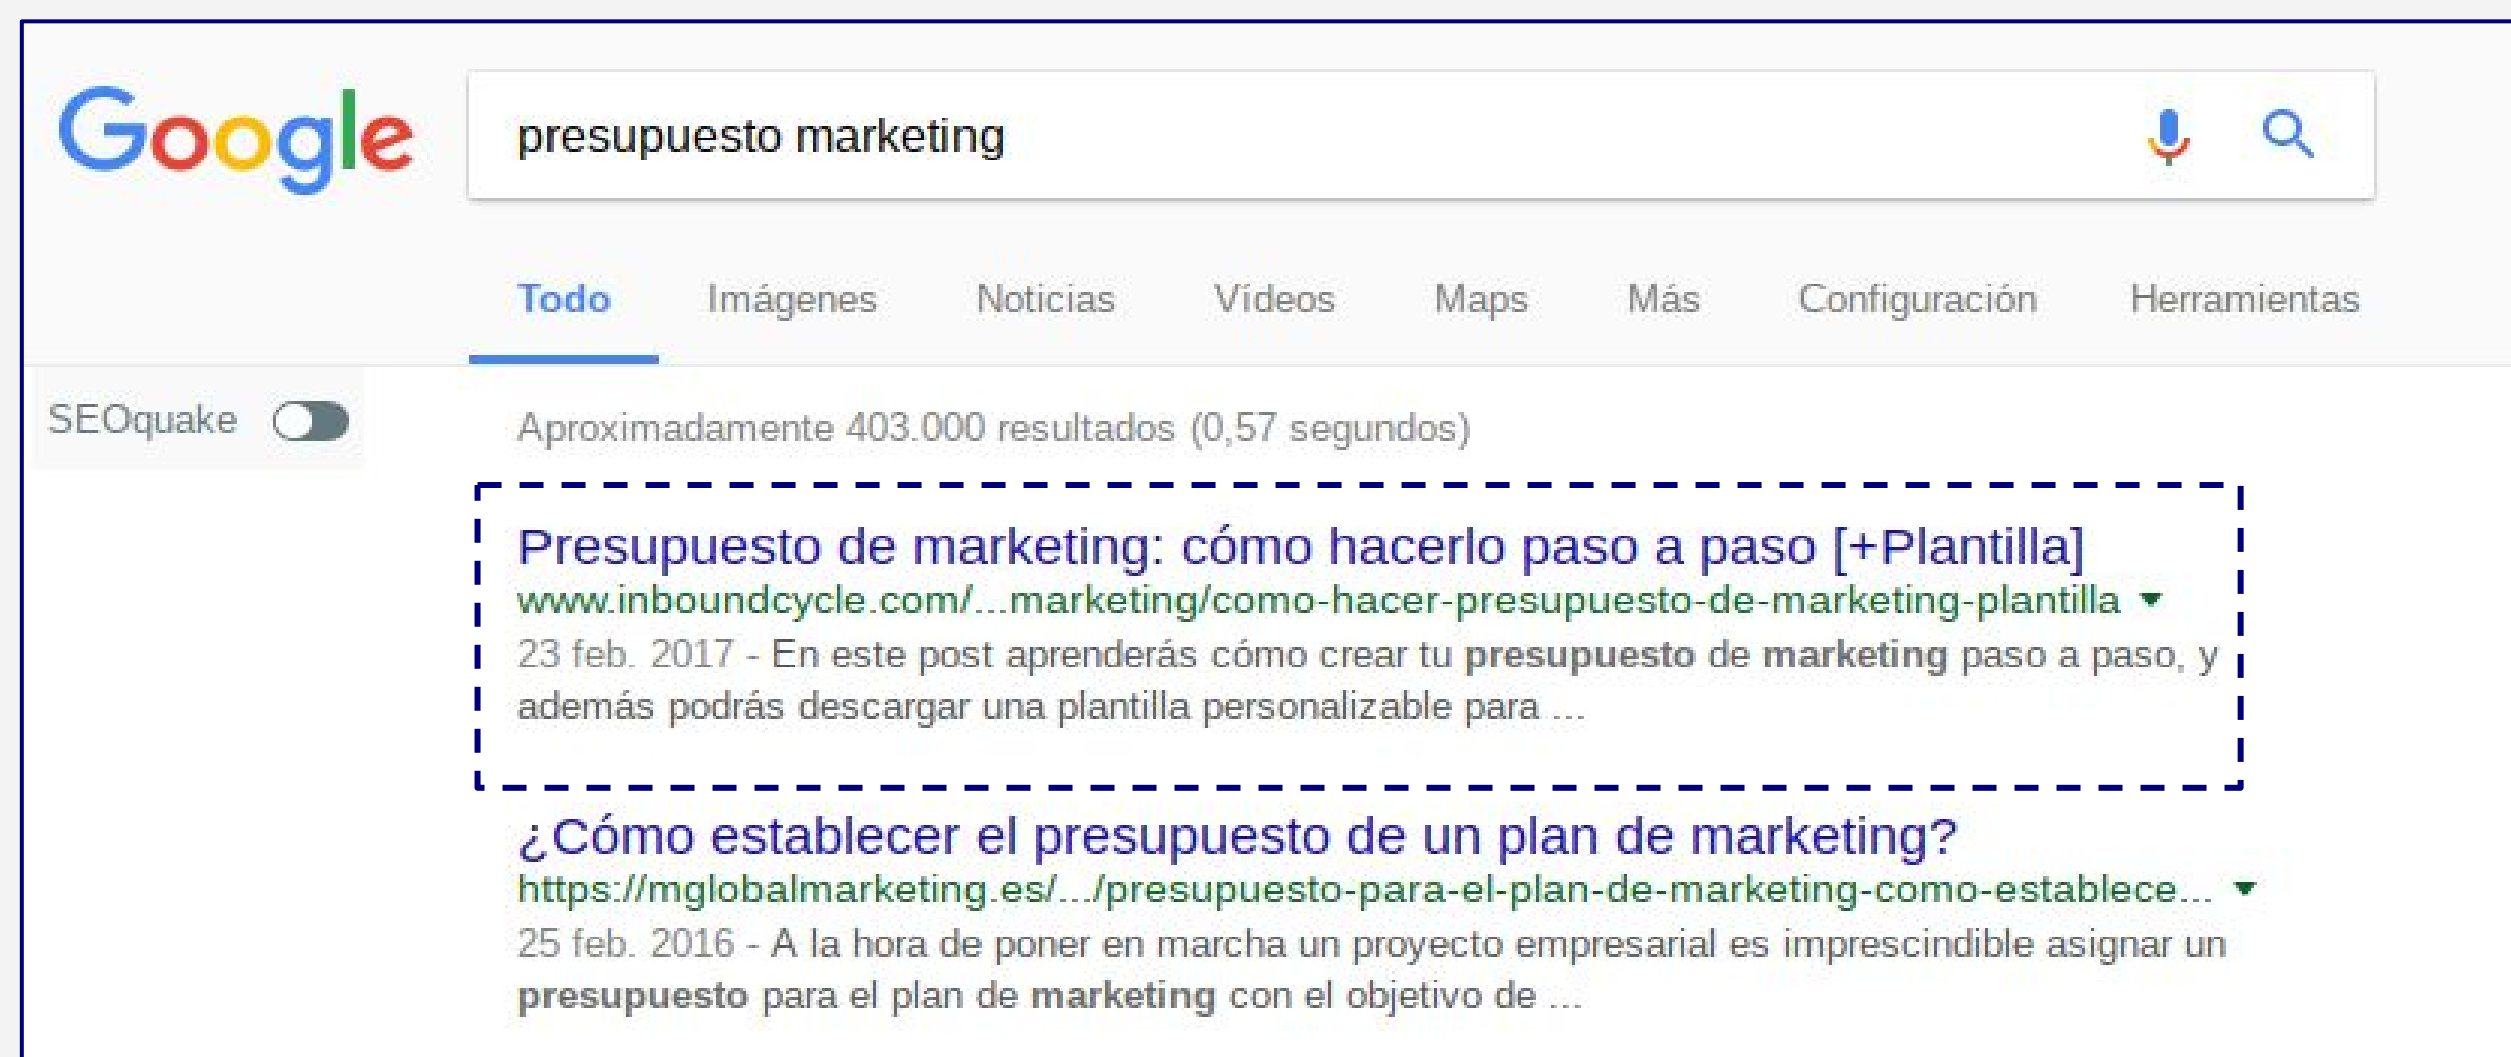 Google
presupuesto marketing
Todo Imágenes Noticias Vídeos Maps Más Configuración Herramientas
SEOquake
Aproximadamente 403.000 resultados (0,57 segundos)
Presupuesto de marketing: cómo hacerlo paso a paso [+Plantilla]
www.inboundcycle.com/...marketing/como-hacer-presupuesto-de-marketing-plantilla
23 feb. 2017 - En este post aprenderás cómo crear tu presupuesto de marketing paso a paso, y
además podrás descargar una plantilla personalizable para ...
¿Cómo establecer el presupuesto de un plan de marketing?
https://mglobalmarketing.es/.../presupuesto-para-el-plan-de-marketing-como-establece...
25 feb. 2016 - A la hora de poner en marcha un proyecto empresarial es imprescindible asignar un
presupuesto para el plan de marketing con el objetivo de ...